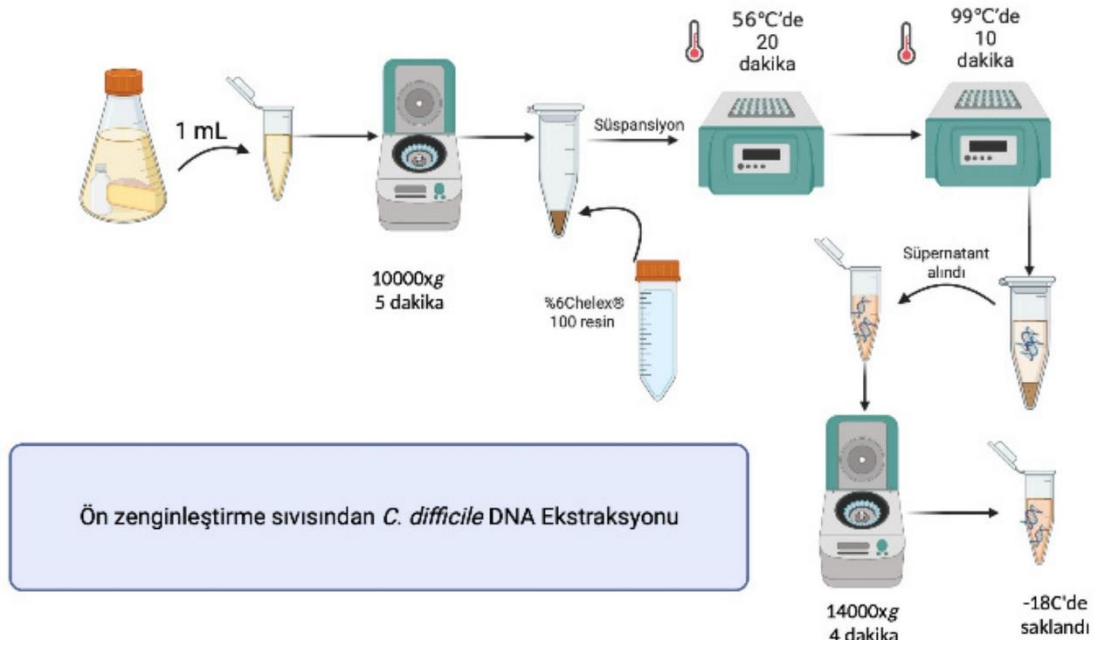 1 mL
10000xg
5 dakika
%6Chelex®
100 resin
Süspansiyon
56°C'de
20
dakika
99°C'de
10
dakika
Süpernatant
alındı
14000xg
4 dakika
-18C'de
saklandı
Ön zenginleştirme sıvısından C. difficile DNA Ekstraksyonu